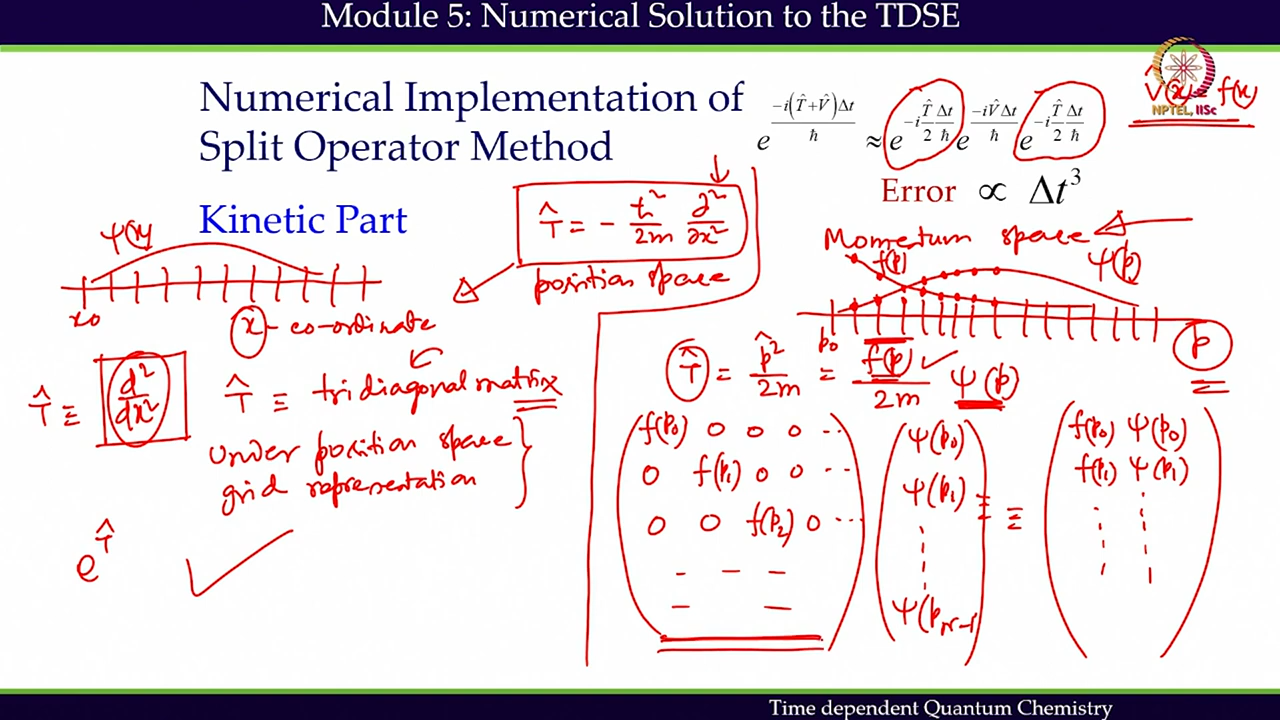 Module 5: Numerical Solution to the TDSE
Numerical Implementation of
Split Operator Method
e^{-i(T̂+V̂)Δt/ħ} ≈ e^{-i T̂/2 Δt/ħ} e^{-iV̂Δt/ħ} e^{-i T̂/2 Δt/ħ}
V̂(x) = f(x)
NPTEL, IISc
Error ∝ Δt³
Kinetic Part
T̂ = - ħ²/2m ∂²/∂x²
position space
ψ(x)
x₀
x - co-ordinate
T̂ ≡ d²/dx²
T̂ ≡ tridiagonal matrix
under position space
grid representation
e^T̂
Momentum space
f(p)
ψ(p)
p₀
p
T̂ = p̂²/2m = f(p)/2m ψ(p)
f(p₀) 0 0 0 ... ψ(p₀) f(p₀) ψ(p₀)
0 f(p₁) 0 0 ... ψ(p₁) ≡ f(p₁) ψ(p₁)
0 0 f(p₂) 0 ...
ψ(p_{N-1})
Time dependent Quantum Chemistry